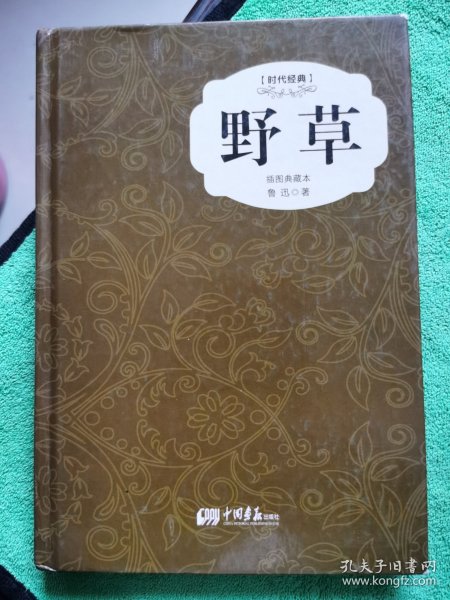 【时代经典】
野草
插图典藏本
鲁迅◎著
中国画报出版社
孔夫子旧书网
www.kongfz.com